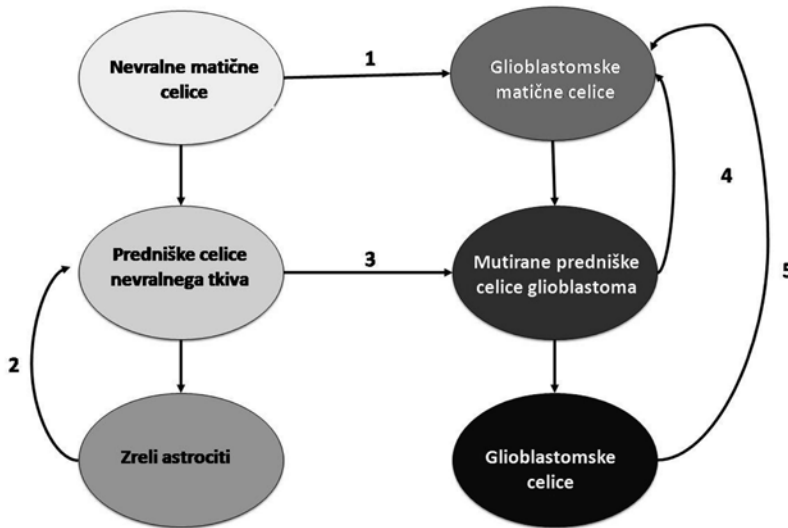 Nevralne matične
celice
1
Glioblastomske
matične celice
Predniške celice
nevralnega tkiva
3
Mutirane predniške
celice glioblastoma
4
5
2
Zreli astrociti
Glioblastomske
celice